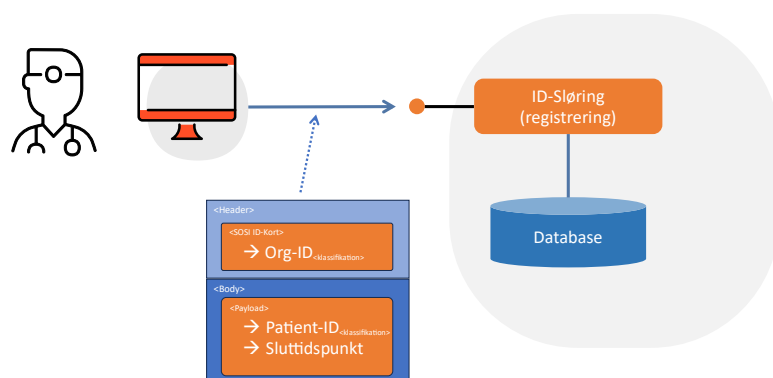 ID-Sløring
(registrering)
Database
<Header>
<SOSI ID-Kort>
→ Org-ID<klassifikation>
<Body>
<Payload>
→ Patient-ID<klassifikation>
→ Sluttidspunkt